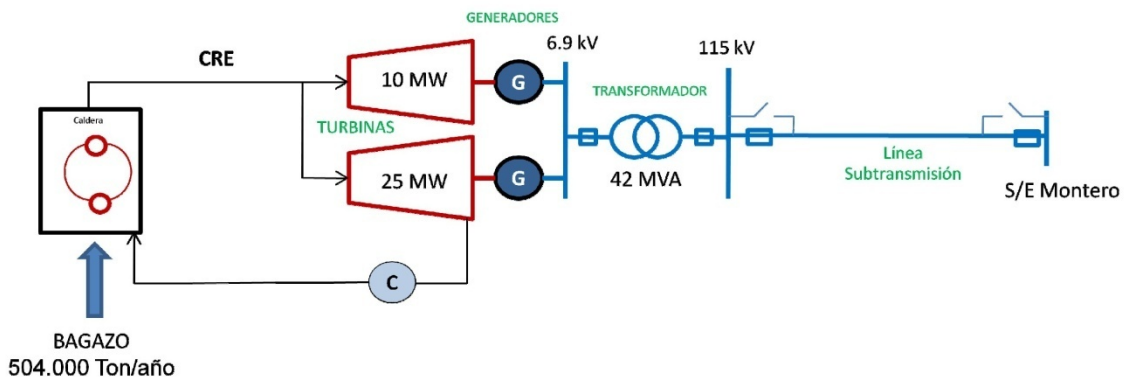 GENERADORES
6.9 kV
115 kV
CRE
10 MW
G
TRANSFORMADOR
Caldera
TURBINAS
25 MW
G
42 MVA
Línea
Subtransmisión
S/E Montero
C
BAGAZO
504.000 Ton/año